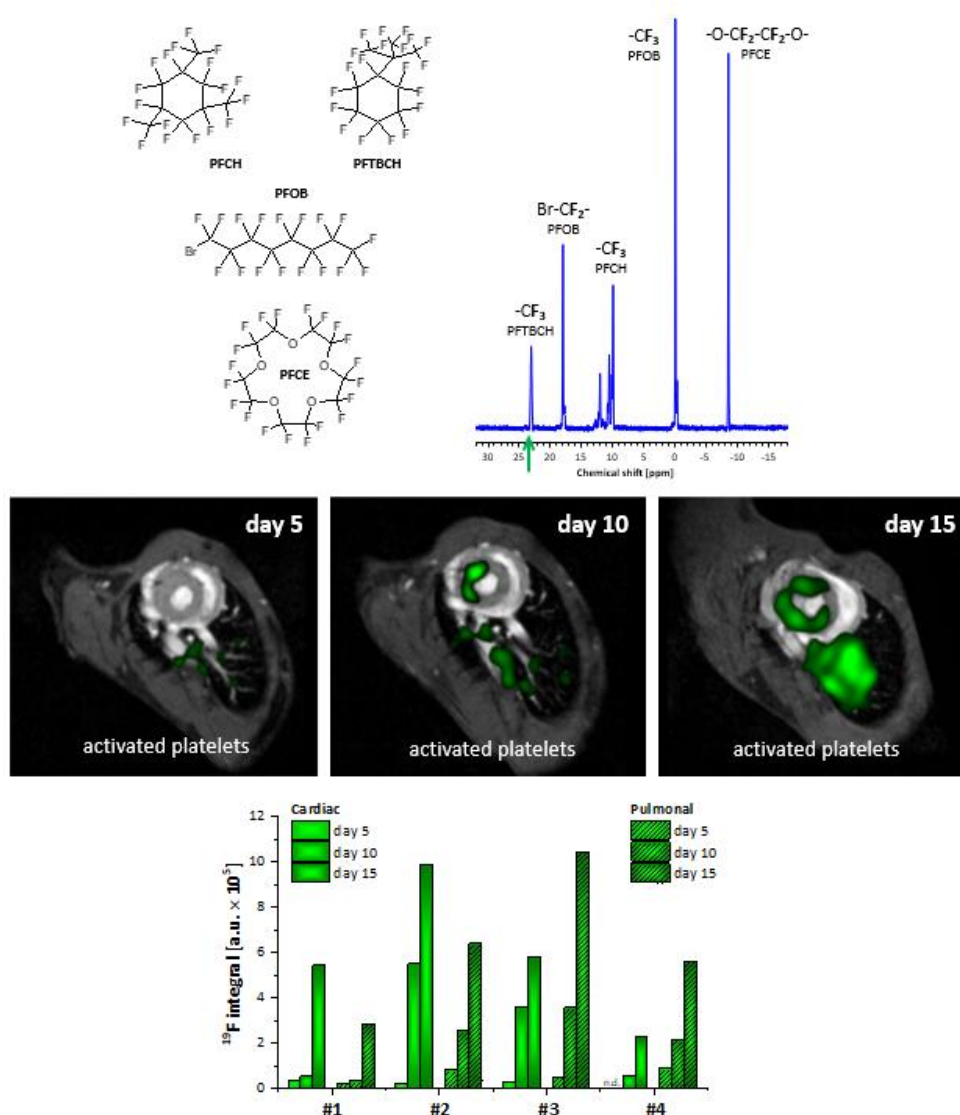 PFCH
PFTBCH
PFOB
PFCE
-CF₃
PFOB
-O-CF₂-CF₂-O-
PFCE
Br-CF₂-
PFOB
-CF₃
PFCH
-CF₃
PFTBCH
30 25 20 15 10 5 0 -5 -10 -15
Chemical shift [ppm]
day 5
activated platelets
day 10
activated platelets
day 15
activated platelets
¹⁹F integral [a.u. × 10⁵]
12
10
8
6
4
2
0
Cardiac
day 5
day 10
day 15
Pulmonal
day 5
day 10
day 15
n.d.
#1 #2 #3 #4